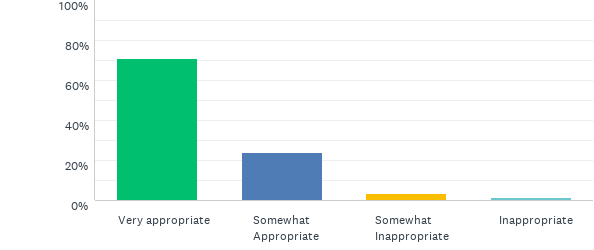 100%
80%
60%
40%
20%
0%
Very appropriate
Somewhat
Appropriate
Somewhat
Inappropriate
Inappropriate